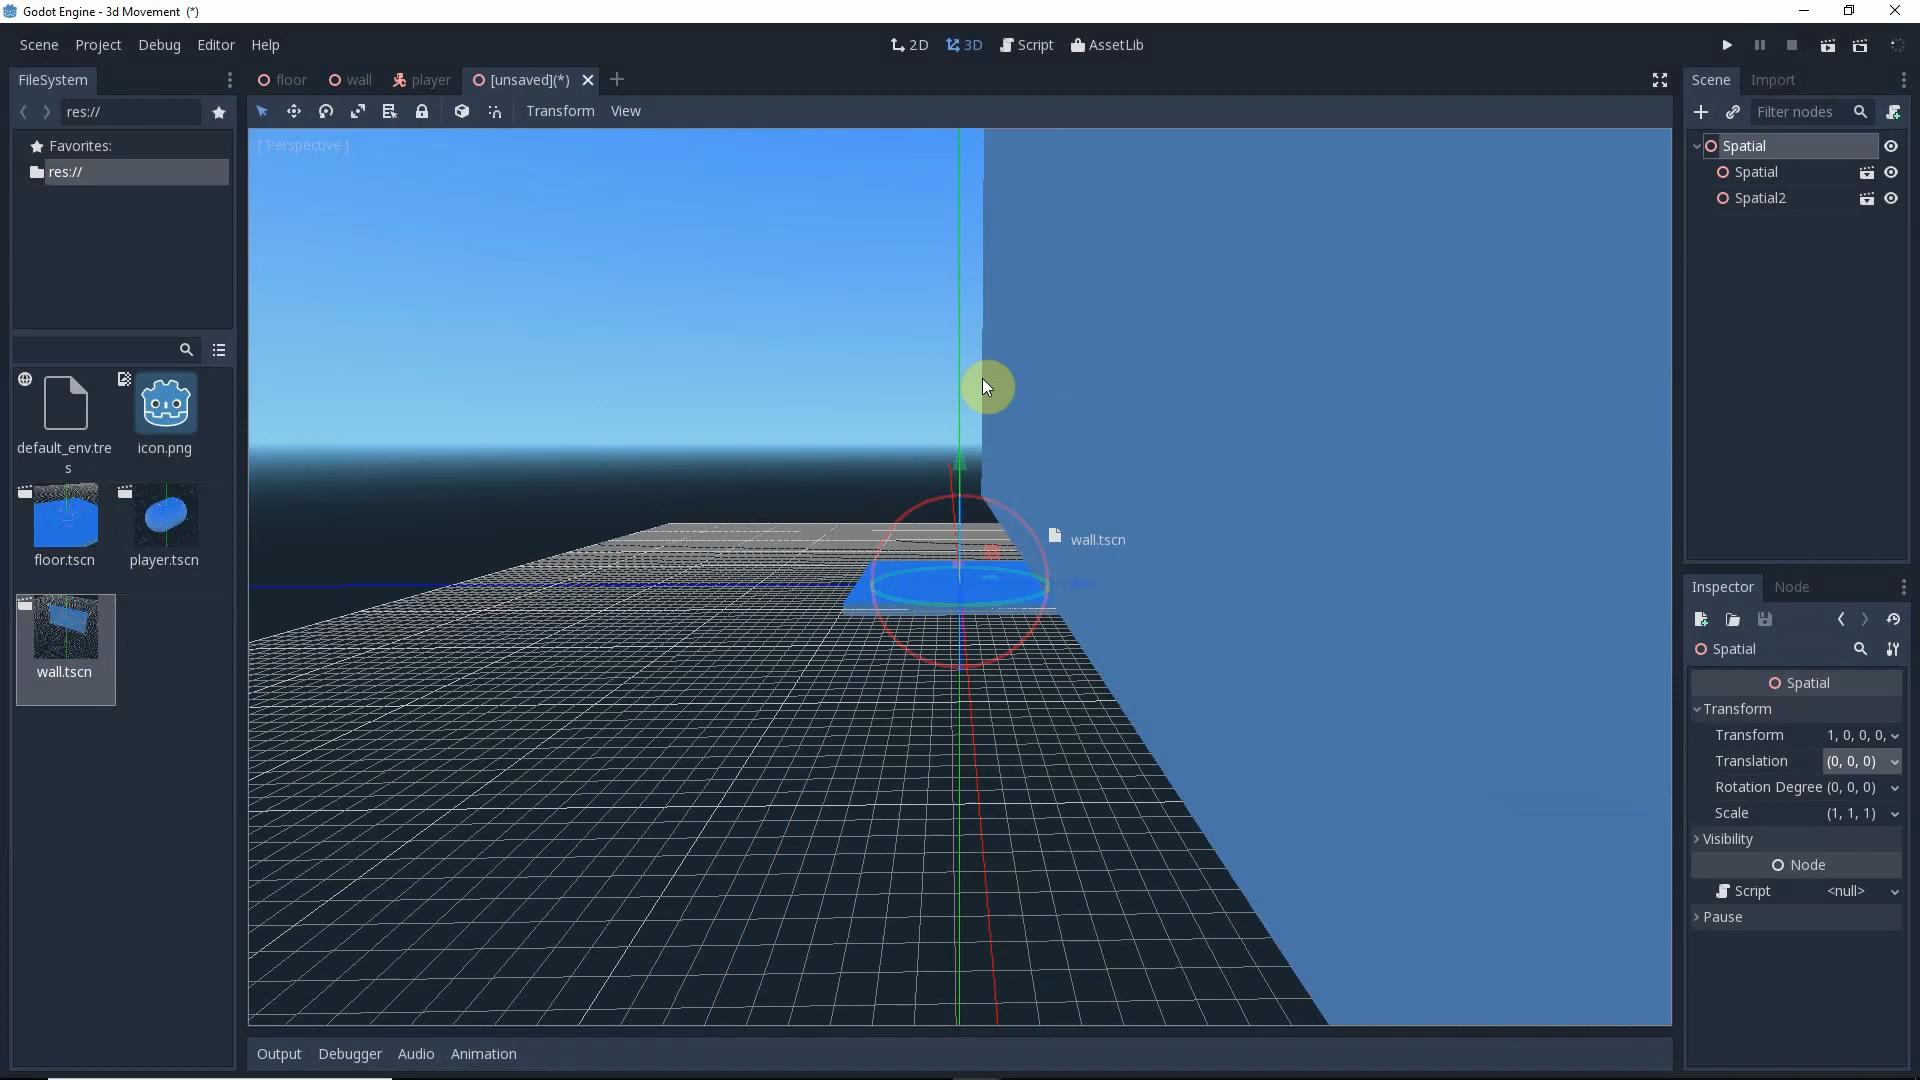 Godot Engine - 3d Movement (*)
Scene Project Debug Editor Help
2D 3D Script AssetLib
FileSystem
floor wall player [unsaved](*)
Scene Import
res://
Transform View
Filter nodes
[ Perspective ]
Favorites:
res://
Spatial
Spatial
Spatial2
default_env.tre
s
icon.png
floor.tscn
player.tscn
wall.tscn
wall.tscn
Inspector Node
Spatial
Spatial
Transform
Transform 1, 0, 0, 0,
Translation (0, 0, 0)
Rotation Degree (0, 0, 0)
Scale (1, 1, 1)
Visibility
Node
Script <null>
Pause
Output Debugger Audio Animation